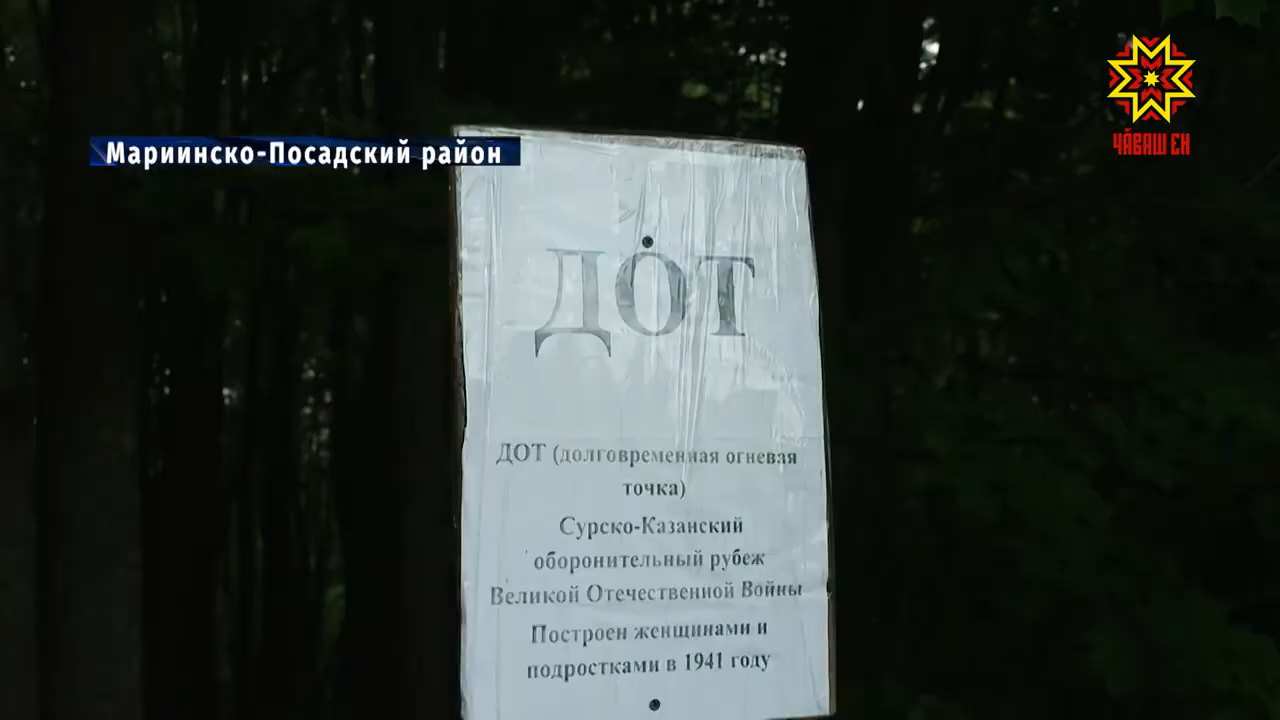 Мариинско-Посадский район
ЧӐВАШ ЕН
ДОТ
ДОТ (долговременная огневая
точка)
Сурско-Казанский
оборонительный рубеж
Великой Отечественной Войны
Построен женщинами и
подростками в 1941 году